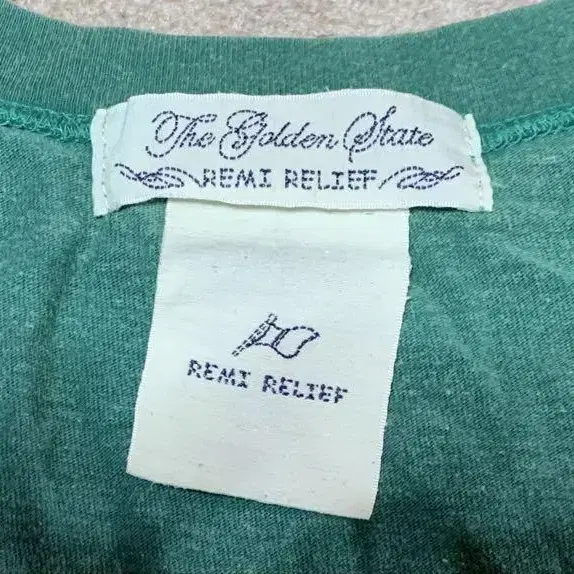 The Golden State
REMI RELIEF
REMI RELIEF